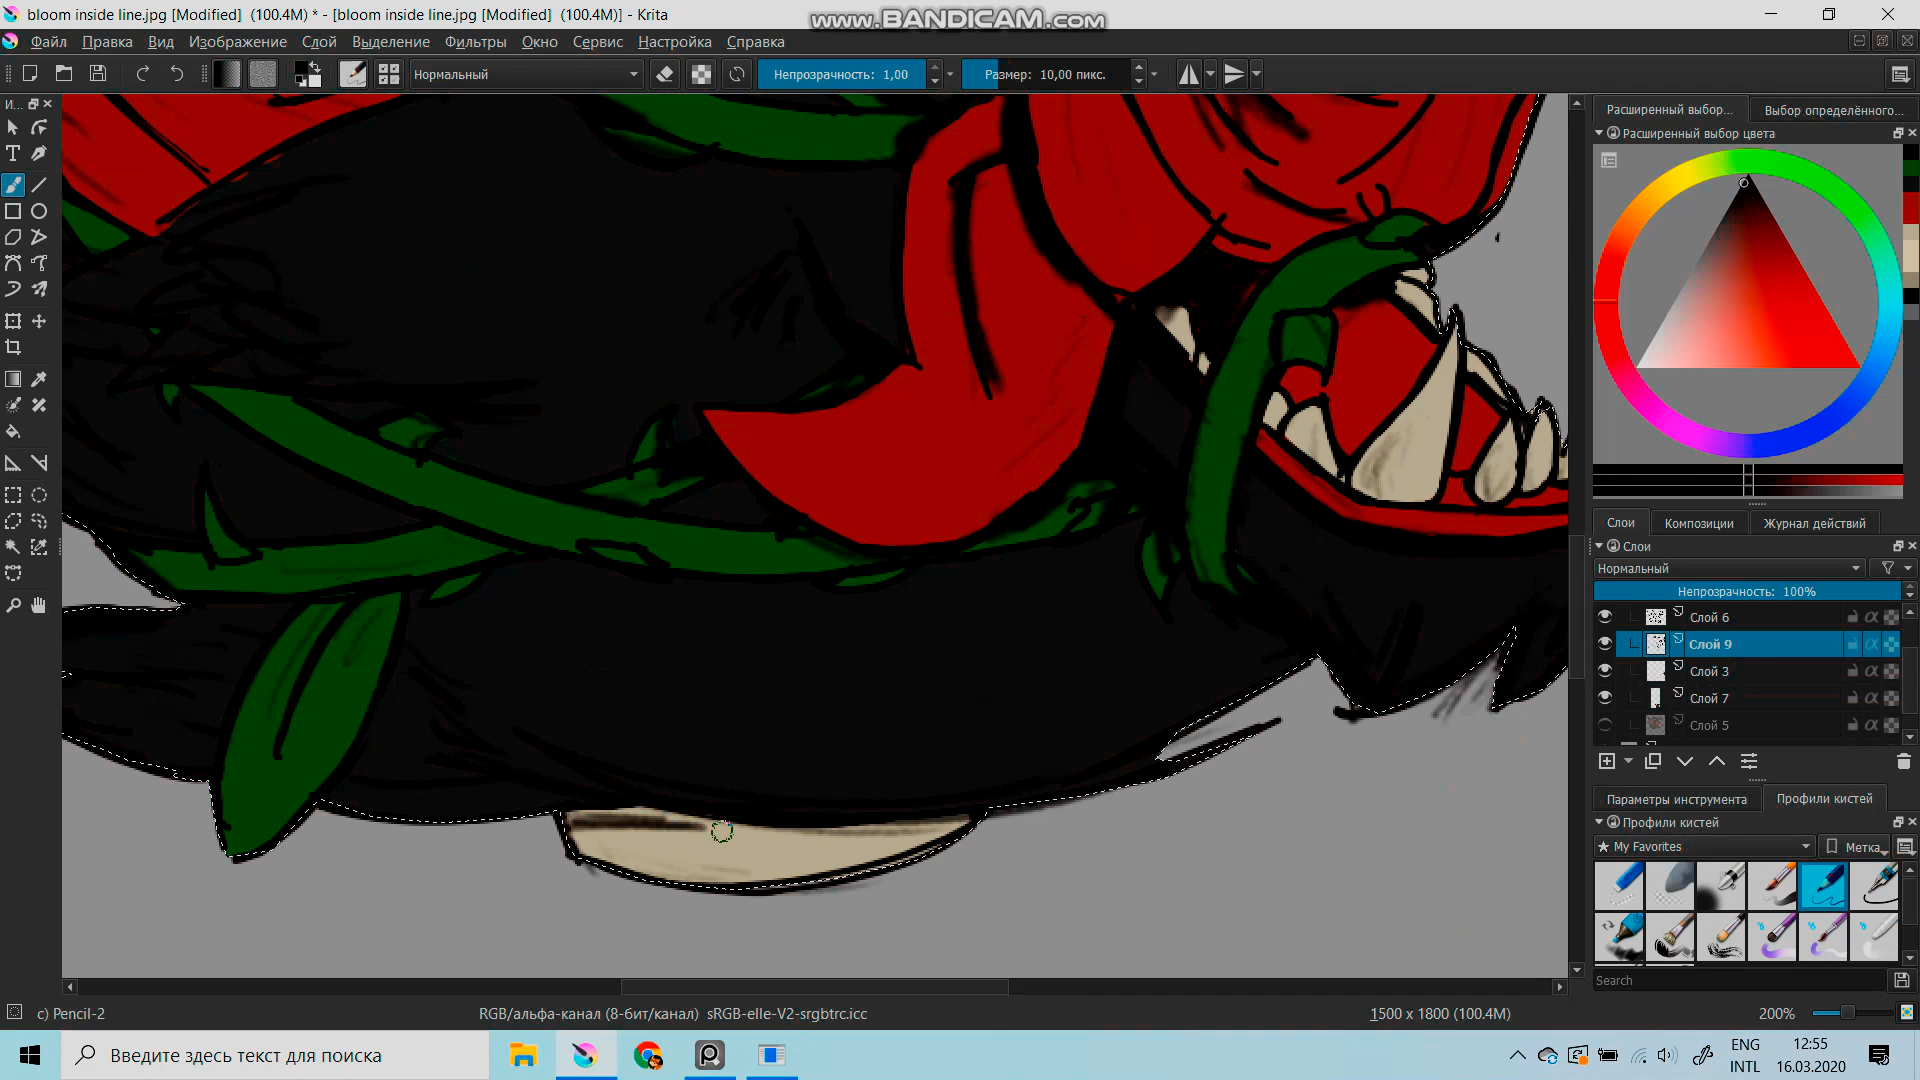 bloom inside line.jpg [Modified] (100.4M) * - [bloom inside line.jpg [Modified] (100.4M)] - Krita
www.BANDICAM.com
Файл Правка Вид Изображение Слой Выделение Фильтры Окно Сервис Настройка Справка
Нормальный Непрозрачность: 1,00 Размер: 10,00 пикс.
И...
Расширенный выбор... Выбор определённого...
Расширенный выбор цвета
Слои Композиции Журнал действий
Слои
Нормальный
Непрозрачность: 100%
Слой 6
Слой 9
Слой 3
Слой 7
Слой 5
Параметры инструмента Профили кистей
Профили кистей
★ My Favorites Метка
Search
c) Pencil-2 RGB/альфа-канал (8-бит/канал) sRGB-elle-V2-srgbtrc.icc 1500 x 1800 (100.4M) 200%
Введите здесь текст для поиска
ENG 12:55
INTL 16.03.2020